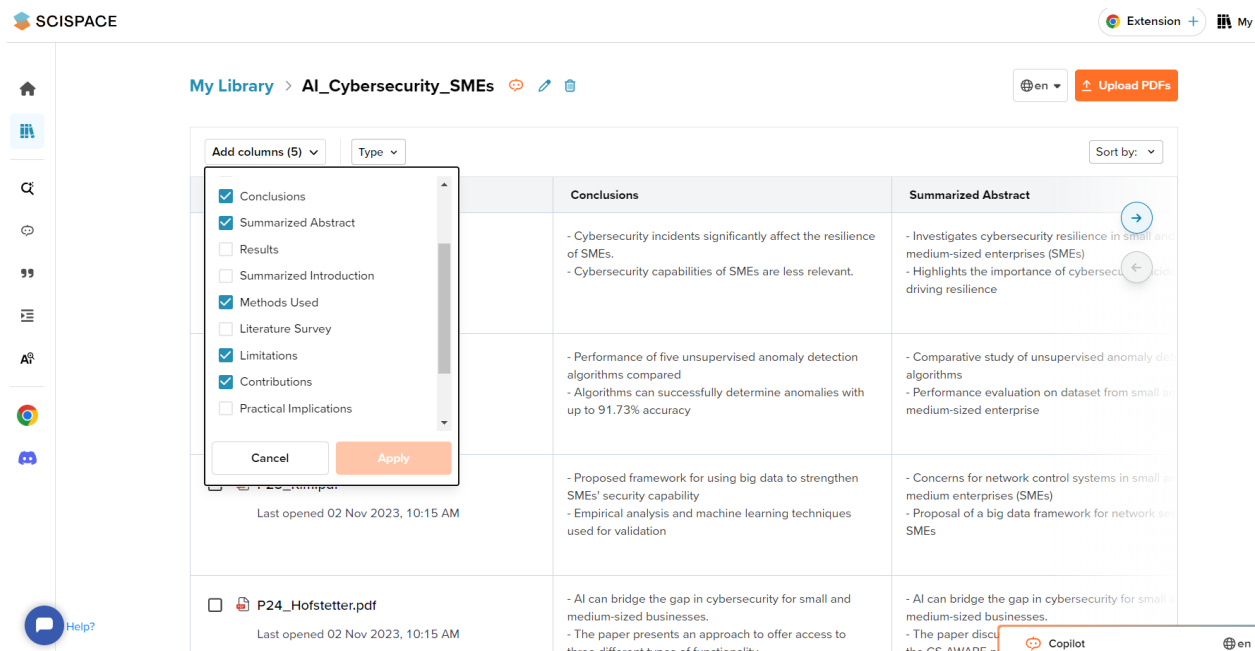 SCISPACE
Extension +
My
My Library > AI_Cybersecurity_SMEs
en
Upload PDFs
Add columns (5)
Type
Sort by:
Conclusions
Summarized Abstract
Results
Summarized Introduction
Methods Used
Literature Survey
Limitations
Contributions
Practical Implications
Cancel
Apply
Conclusions
Summarized Abstract
- Cybersecurity incidents significantly affect the resilience
of SMEs.
- Cybersecurity capabilities of SMEs are less relevant.
- Investigates cybersecurity resilience in small and
medium-sized enterprises (SMEs)
- Highlights the importance of cybersecurity
driving resilience
- Performance of five unsupervised anomaly detection
algorithms compared
- Algorithms can successfully determine anomalies with
up to 91.73% accuracy
- Comparative study of unsupervised anomaly
algorithms
- Performance evaluation on dataset from small
medium-sized enterprise
Last opened 02 Nov 2023, 10:15 AM
- Proposed framework for using big data to strengthen
SMEs' security capability
- Empirical analysis and machine learning techniques
used for validation
- Concerns for network control systems in small
medium enterprises (SMEs)
- Proposal of a big data framework for network
SMEs
P24_Hofstetter.pdf
Last opened 02 Nov 2023, 10:15 AM
- AI can bridge the gap in cybersecurity for small and
medium-sized businesses.
- The paper presents an approach to offer access to
- AI can bridge the gap in cybersecurity for small
medium-sized businesses.
- The paper
Help?
Copilot
en